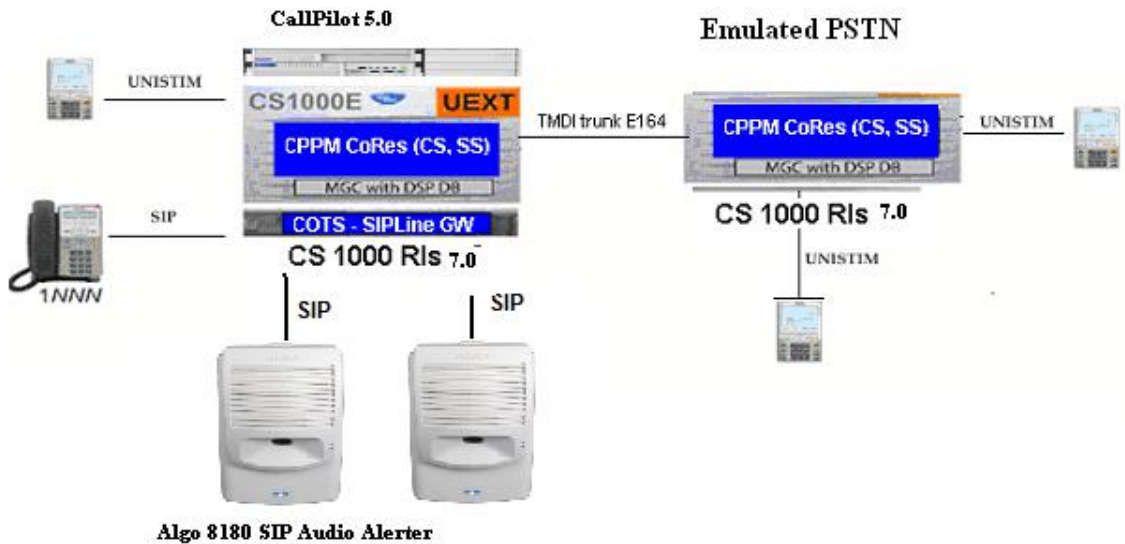 CallPilot 5.0
Emulated PSTN
UNISTIM
CS1000E
UEXT
CPPM CoRes (CS, SS)
MGC with DSP DB
TMDI trunk E164
CPPM CoRes (CS, SS)
MGC with DSP DB
UNISTIM
SIP
COTS - SIPLine GW
CS 1000 Rls 7.0
CS 1000 Rls 7.0
UNISTIM
1NNN
SIP
SIP
Algo 8180 SIP Audio Alerter